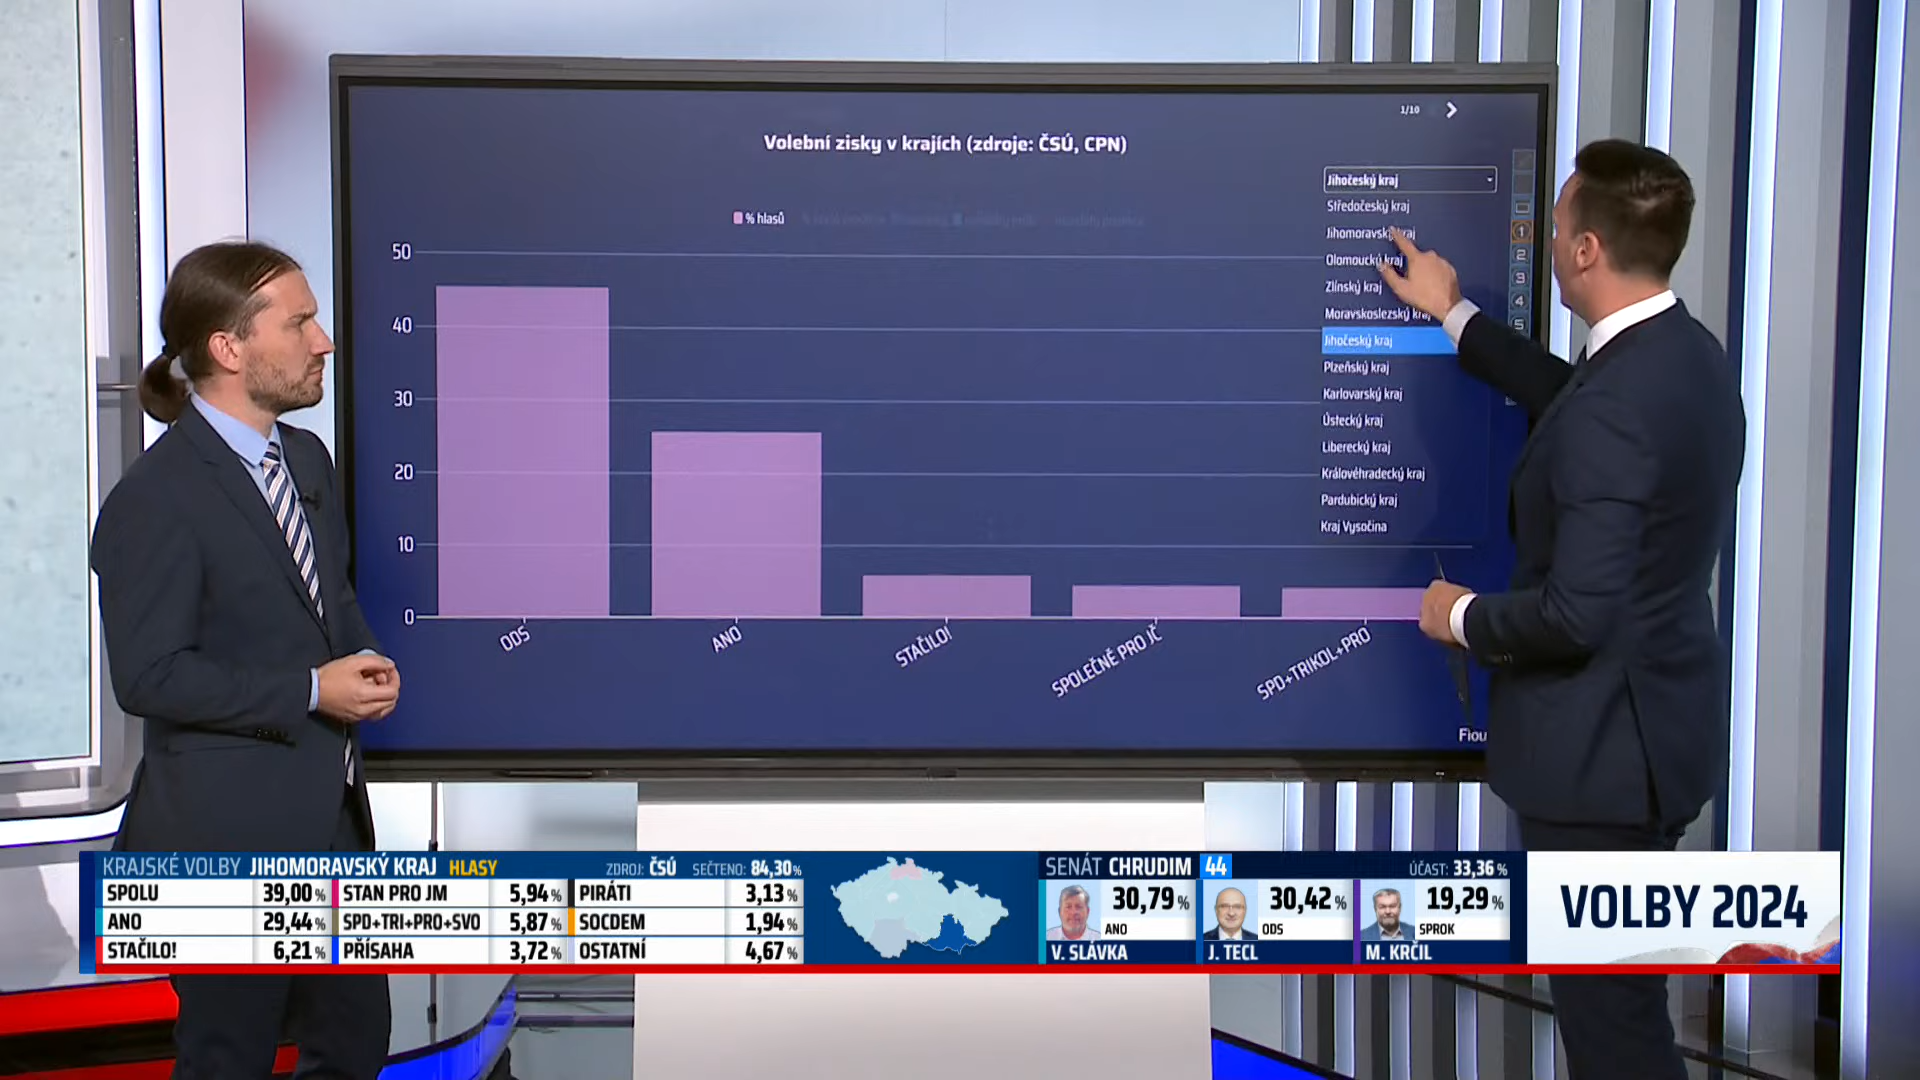 1/10
Volební zisky v krajích (zdroje: ČSÚ, CPN)
Jihočeský kraj
Středočeský kraj
Jihomoravský kraj
Olomoucký kraj
Zlínský kraj
Moravskoslezský kraj
Jihočeský kraj
Plzeňský kraj
Karlovarský kraj
Ústecký kraj
Liberecký kraj
Královéhradecký kraj
Pardubický kraj
Kraj Vysočina
% hlasů
50
40
30
20
10
0
ODS
ANO
STAČILO!
SPOLEČNĚ PRO JČ
SPD+TRIKOL+PRO
1
2
3
4
5
Flou
KRAJSKÉ VOLBY JIHOMORAVSKÝ KRAJ HLASY
ZDROJ: ČSÚ SEČTENO: 84,30%
SPOLU 39,00% STAN PRO JM 5,94% PIRÁTI 3,13%
ANO 29,44% SPD+TRI+PRO+SVO 5,87% SOCDEM 1,94%
STAČILO! 6,21% PŘÍSAHA 3,72% OSTATNÍ 4,67%
SENÁT CHRUDIM 44 ÚČAST: 33,36%
30,79% ANO V. SLÁVKA
30,42% ODS J. TECL
19,29% SPROK M. KRČIL
VOLBY 2024